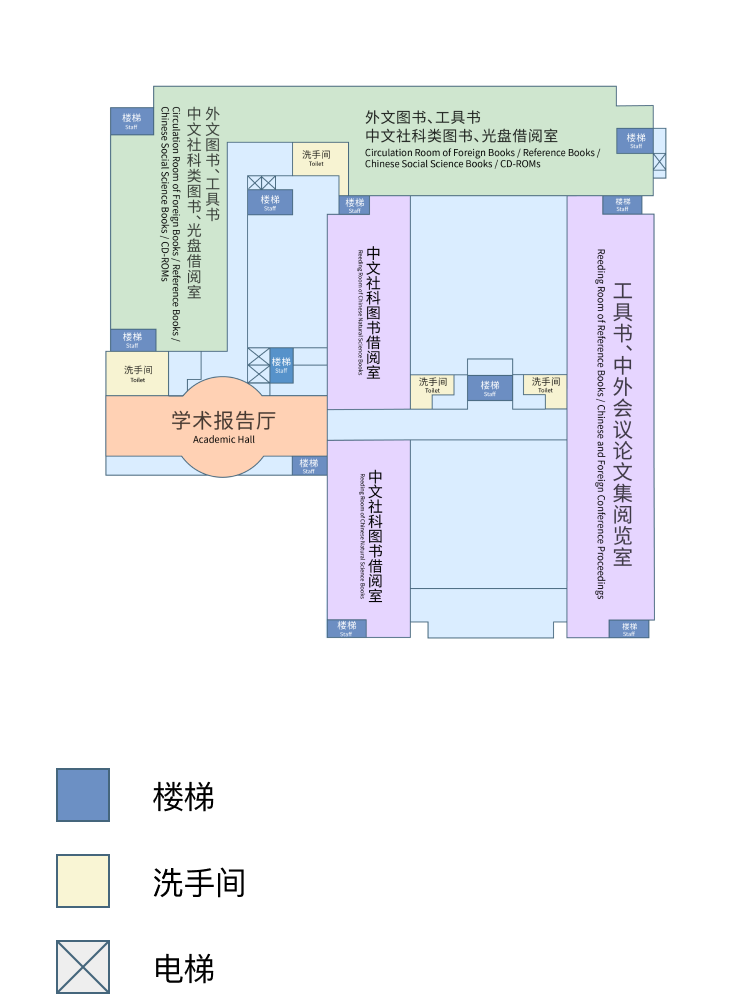 外文图书、工具书
中文社科类图书、光盘借阅室
Circulation Room of Foreign Books / Reference Books /
Chinese Social Science Books / CD-ROMs
楼梯
Staff
外文图书、工具书
中文社科类图书、光盘借阅室
Circulation Room of Foreign Books / Reference Books /
Chinese Social Science Books / CD-ROMs
楼梯
Staff
洗手间
Toilet
楼梯
Staff
楼梯
Staff
楼梯
Staff
中文社科图书借阅室
Reeding Room of Chinese Natural Science Books
工具书、中外会议论文集阅览室
Reeding Room of Reference Books / Chinese and Foreign Conference Proceedings
楼梯
Staff
洗手间
Toilet
楼梯
Staff
洗手间
Toilet
楼梯
Staff
洗手间
Toilet
学术报告厅
Academic Hall
楼梯
Staff
中文社科图书借阅室
Reeding Room of Chinese Natural Science Books
楼梯
Staff
楼梯
Staff
楼梯
洗手间
电梯